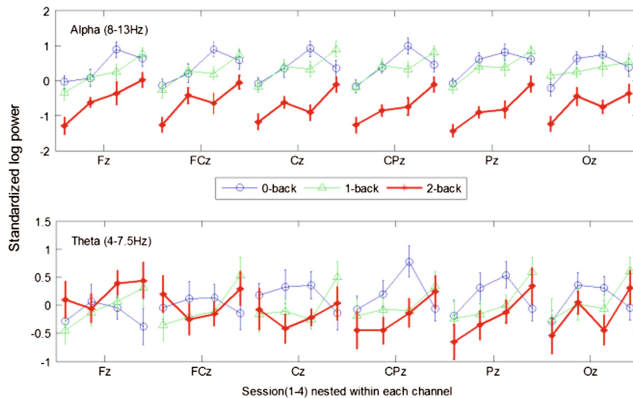 2
Alpha (8-13Hz)
1
0
-1
-2
Fz FCz Cz CPz Pz Oz
Standardized log power
0-back 1-back 2-back
1.5
Theta (4-7.5Hz)
1
0.5
0
-0.5
-1
Fz FCz Cz CPz Pz Oz
Session(1-4) nested within each channel